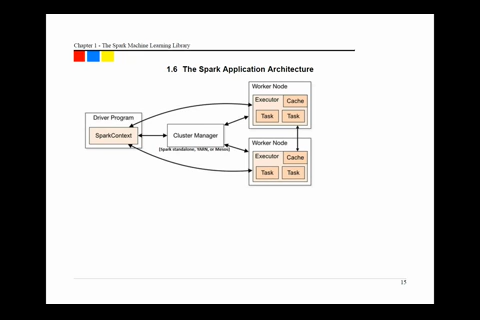 Chapter 1 - The Spark Machine Learning Library
1.6 The Spark Application Architecture
Worker Node
Executor
Cache
Task
Task
Driver Program
SparkContext
Cluster Manager
(Spark standalone, YARN, or Mesos)
Worker Node
Executor
Cache
Task
Task
15